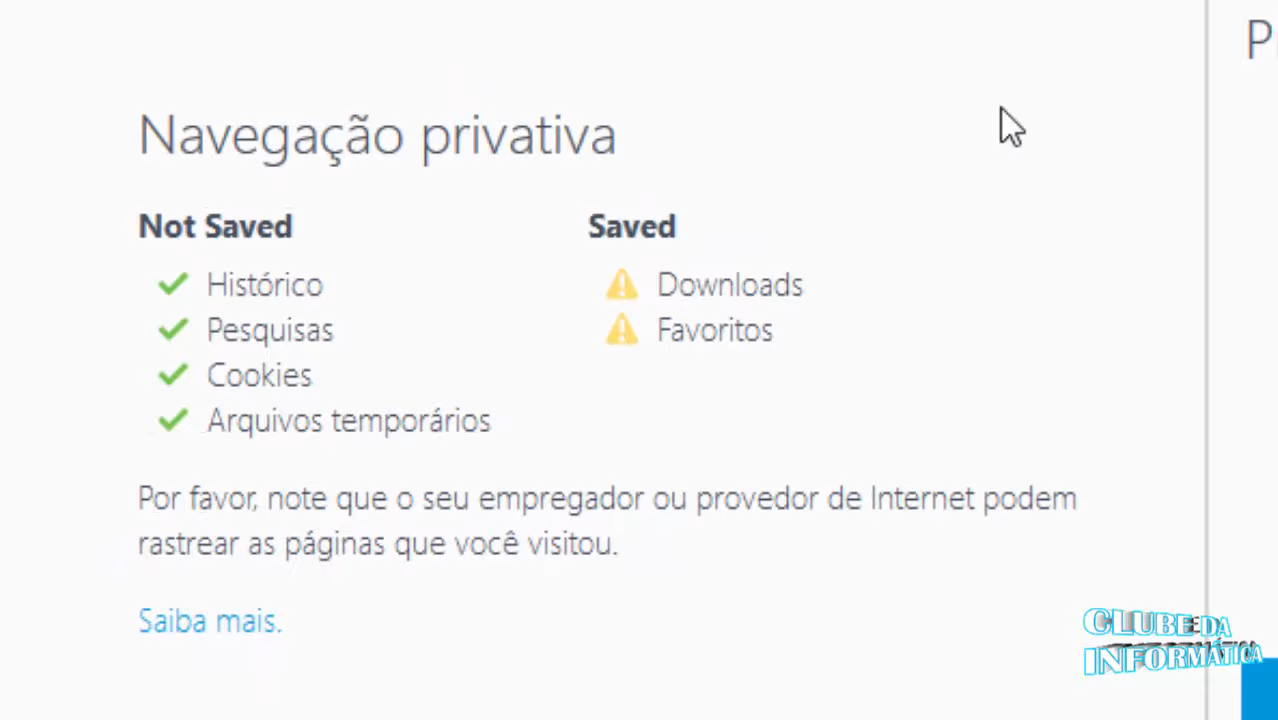 Navegação privativa
Not Saved
Histórico
Pesquisas
Cookies
Arquivos temporários
Saved
Downloads
Favoritos
Por favor, note que o seu empregador ou provedor de Internet podem
rastrear as páginas que você visitou.
Saiba mais.
CLUBE DA
INFORMÁTICA